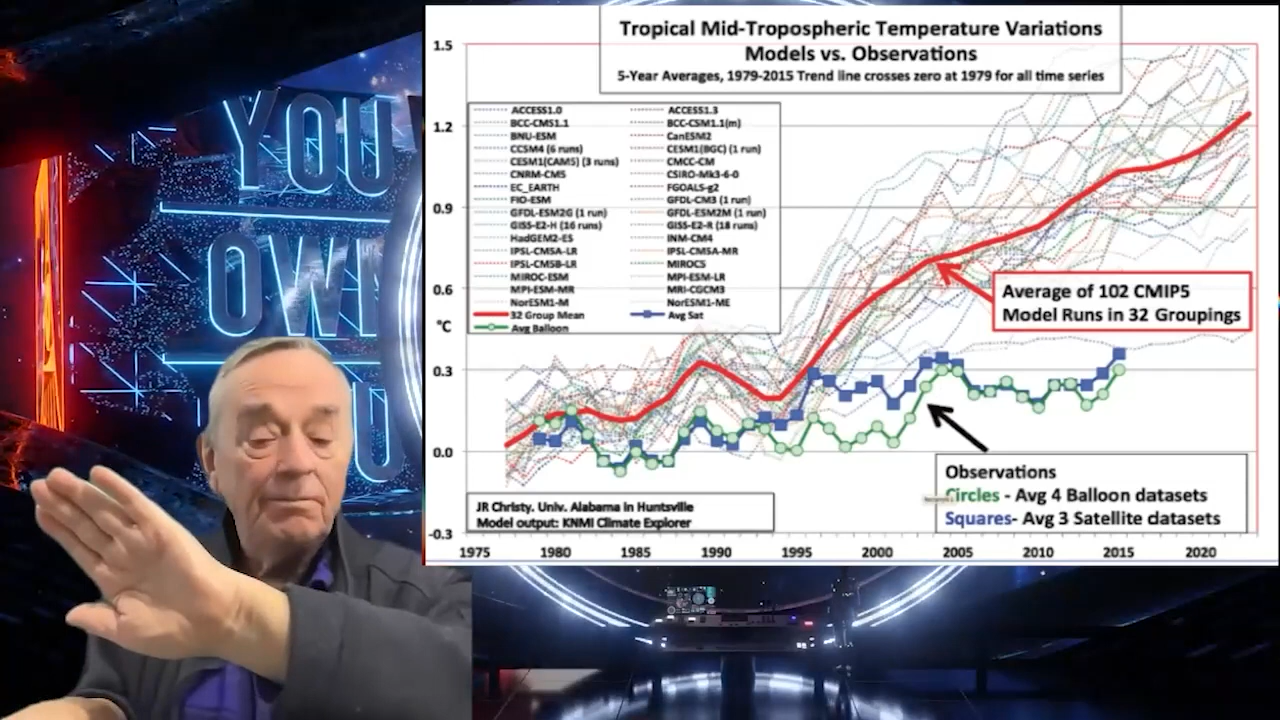 YOU
OWN
U
Tropical Mid-Tropospheric Temperature Variations
Models vs. Observations
5-Year Averages, 1979-2015 Trend line crosses zero at 1979 for all time series
1.5
1.2
0.9
0.6
°C
0.3
0.0
-0.3
ACCESS1.0 ACCESS1.3
BCC-CMS1.1 BCC-CSM1.1(m)
BNU-ESM CanESM2
CCSM4 (6 runs) CESM1(BGC) (1 run)
CESM1(CAM5) (3 runs) CMCC-CM
CNRM-CM5 CSIRO-Mk3-6-0
EC_EARTH FGOALS-g2
FIO-ESM GFDL-CM3 (1 run)
GFDL-ESM2G (1 run) GFDL-ESM2M (1 run)
GISS-E2-H (16 runs) GISS-E2-R (18 runs)
HadGEM2-ES INM-CM4
IPSL-CM5A-LR IPSL-CM5A-MR
IPSL-CM5B-LR MIROC5
MIROC-ESM MPI-ESM-LR
MPI-ESM-MR MRI-CGCM3
NorESM1-M NorESM1-ME
32 Group Mean Avg Sat
Avg Balloon
Average of 102 CMIP5
Model Runs in 32 Groupings
Observations
Circles - Avg 4 Balloon datasets
Squares- Avg 3 Satellite datasets
JR Christy. Univ. Alabama in Huntsville
Model output: KNMI Climate Explorer
1975 1980 1985 1990 1995 2000 2005 2010 2015 2020